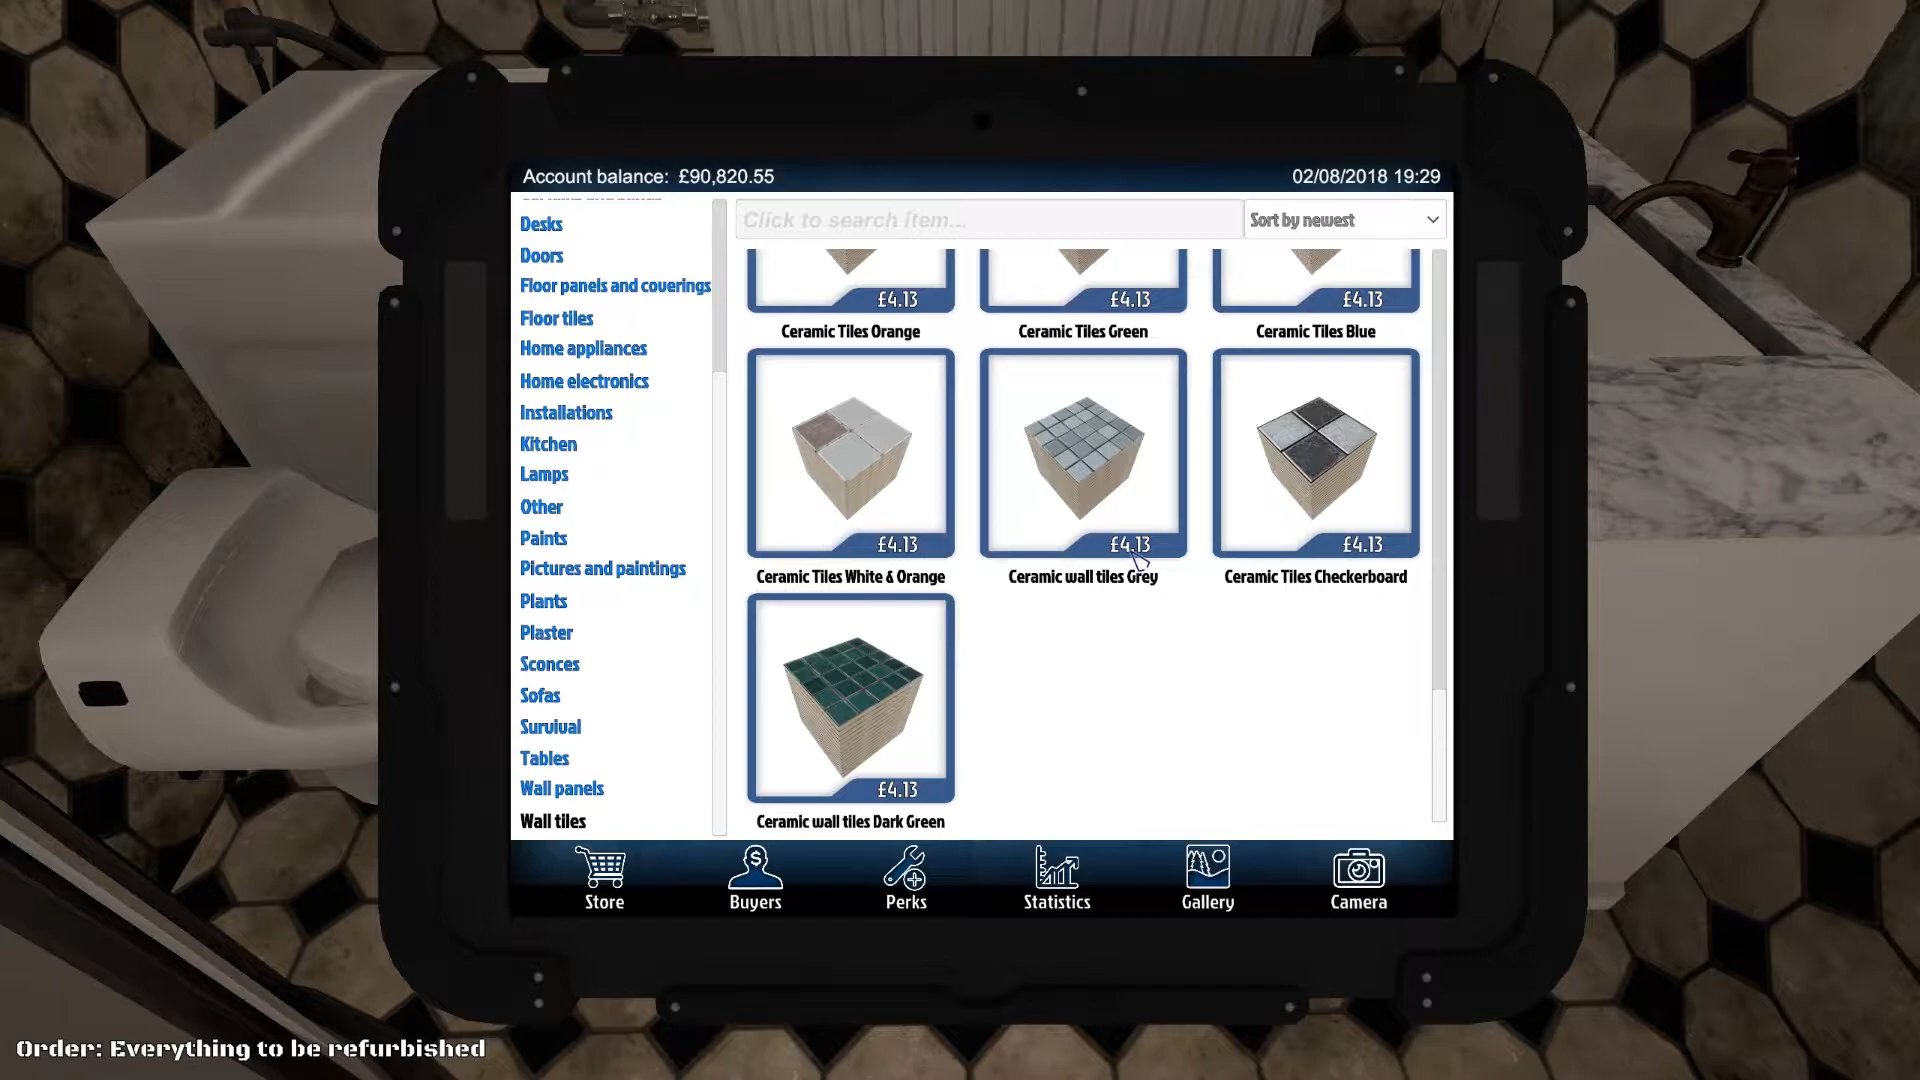 Account balance: £90,820.55
02/08/2018 19:29
Desks
Doors
Floor panels and coverings
Floor tiles
Home appliances
Home electronics
Installations
Kitchen
Lamps
Other
Paints
Pictures and paintings
Plants
Plaster
Sconces
Sofas
Survival
Tables
Wall panels
Wall tiles
Click to search item...
Sort by newest
£4.13
£4.13
£4.13
Ceramic Tiles Orange
Ceramic Tiles Green
Ceramic Tiles Blue
£4.13
£4.13
£4.13
Ceramic Tiles White & Orange
Ceramic wall tiles Grey
Ceramic Tiles Checkerboard
£4.13
Ceramic wall tiles Dark Green
Store
Buyers
Perks
Statistics
Gallery
Camera
Order: Everything to be refurbished